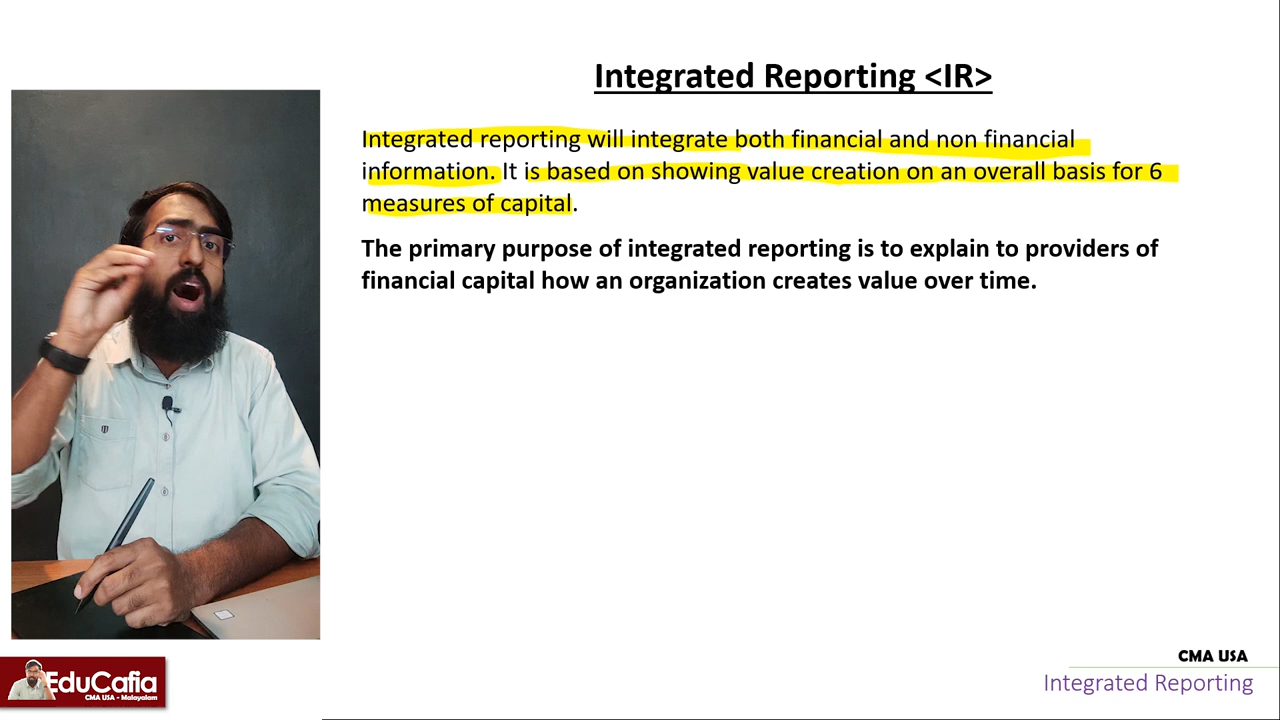 Integrated Reporting <IR>
Integrated reporting will integrate both financial and non financial
information. It is based on showing value creation on an overall basis for 6
measures of capital.
The primary purpose of integrated reporting is to explain to providers of
financial capital how an organization creates value over time.
CMA USA
Integrated Reporting
EduCafia
CMA USA - Malayalam